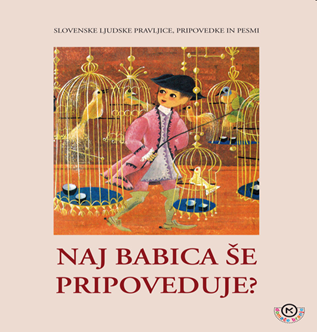 SLOVENSKE LJUDSKE PRAVLJICE, PRIPOVEDKE IN PESMI
NAJ BABICA ŠE
PRIPOVEDUJE?